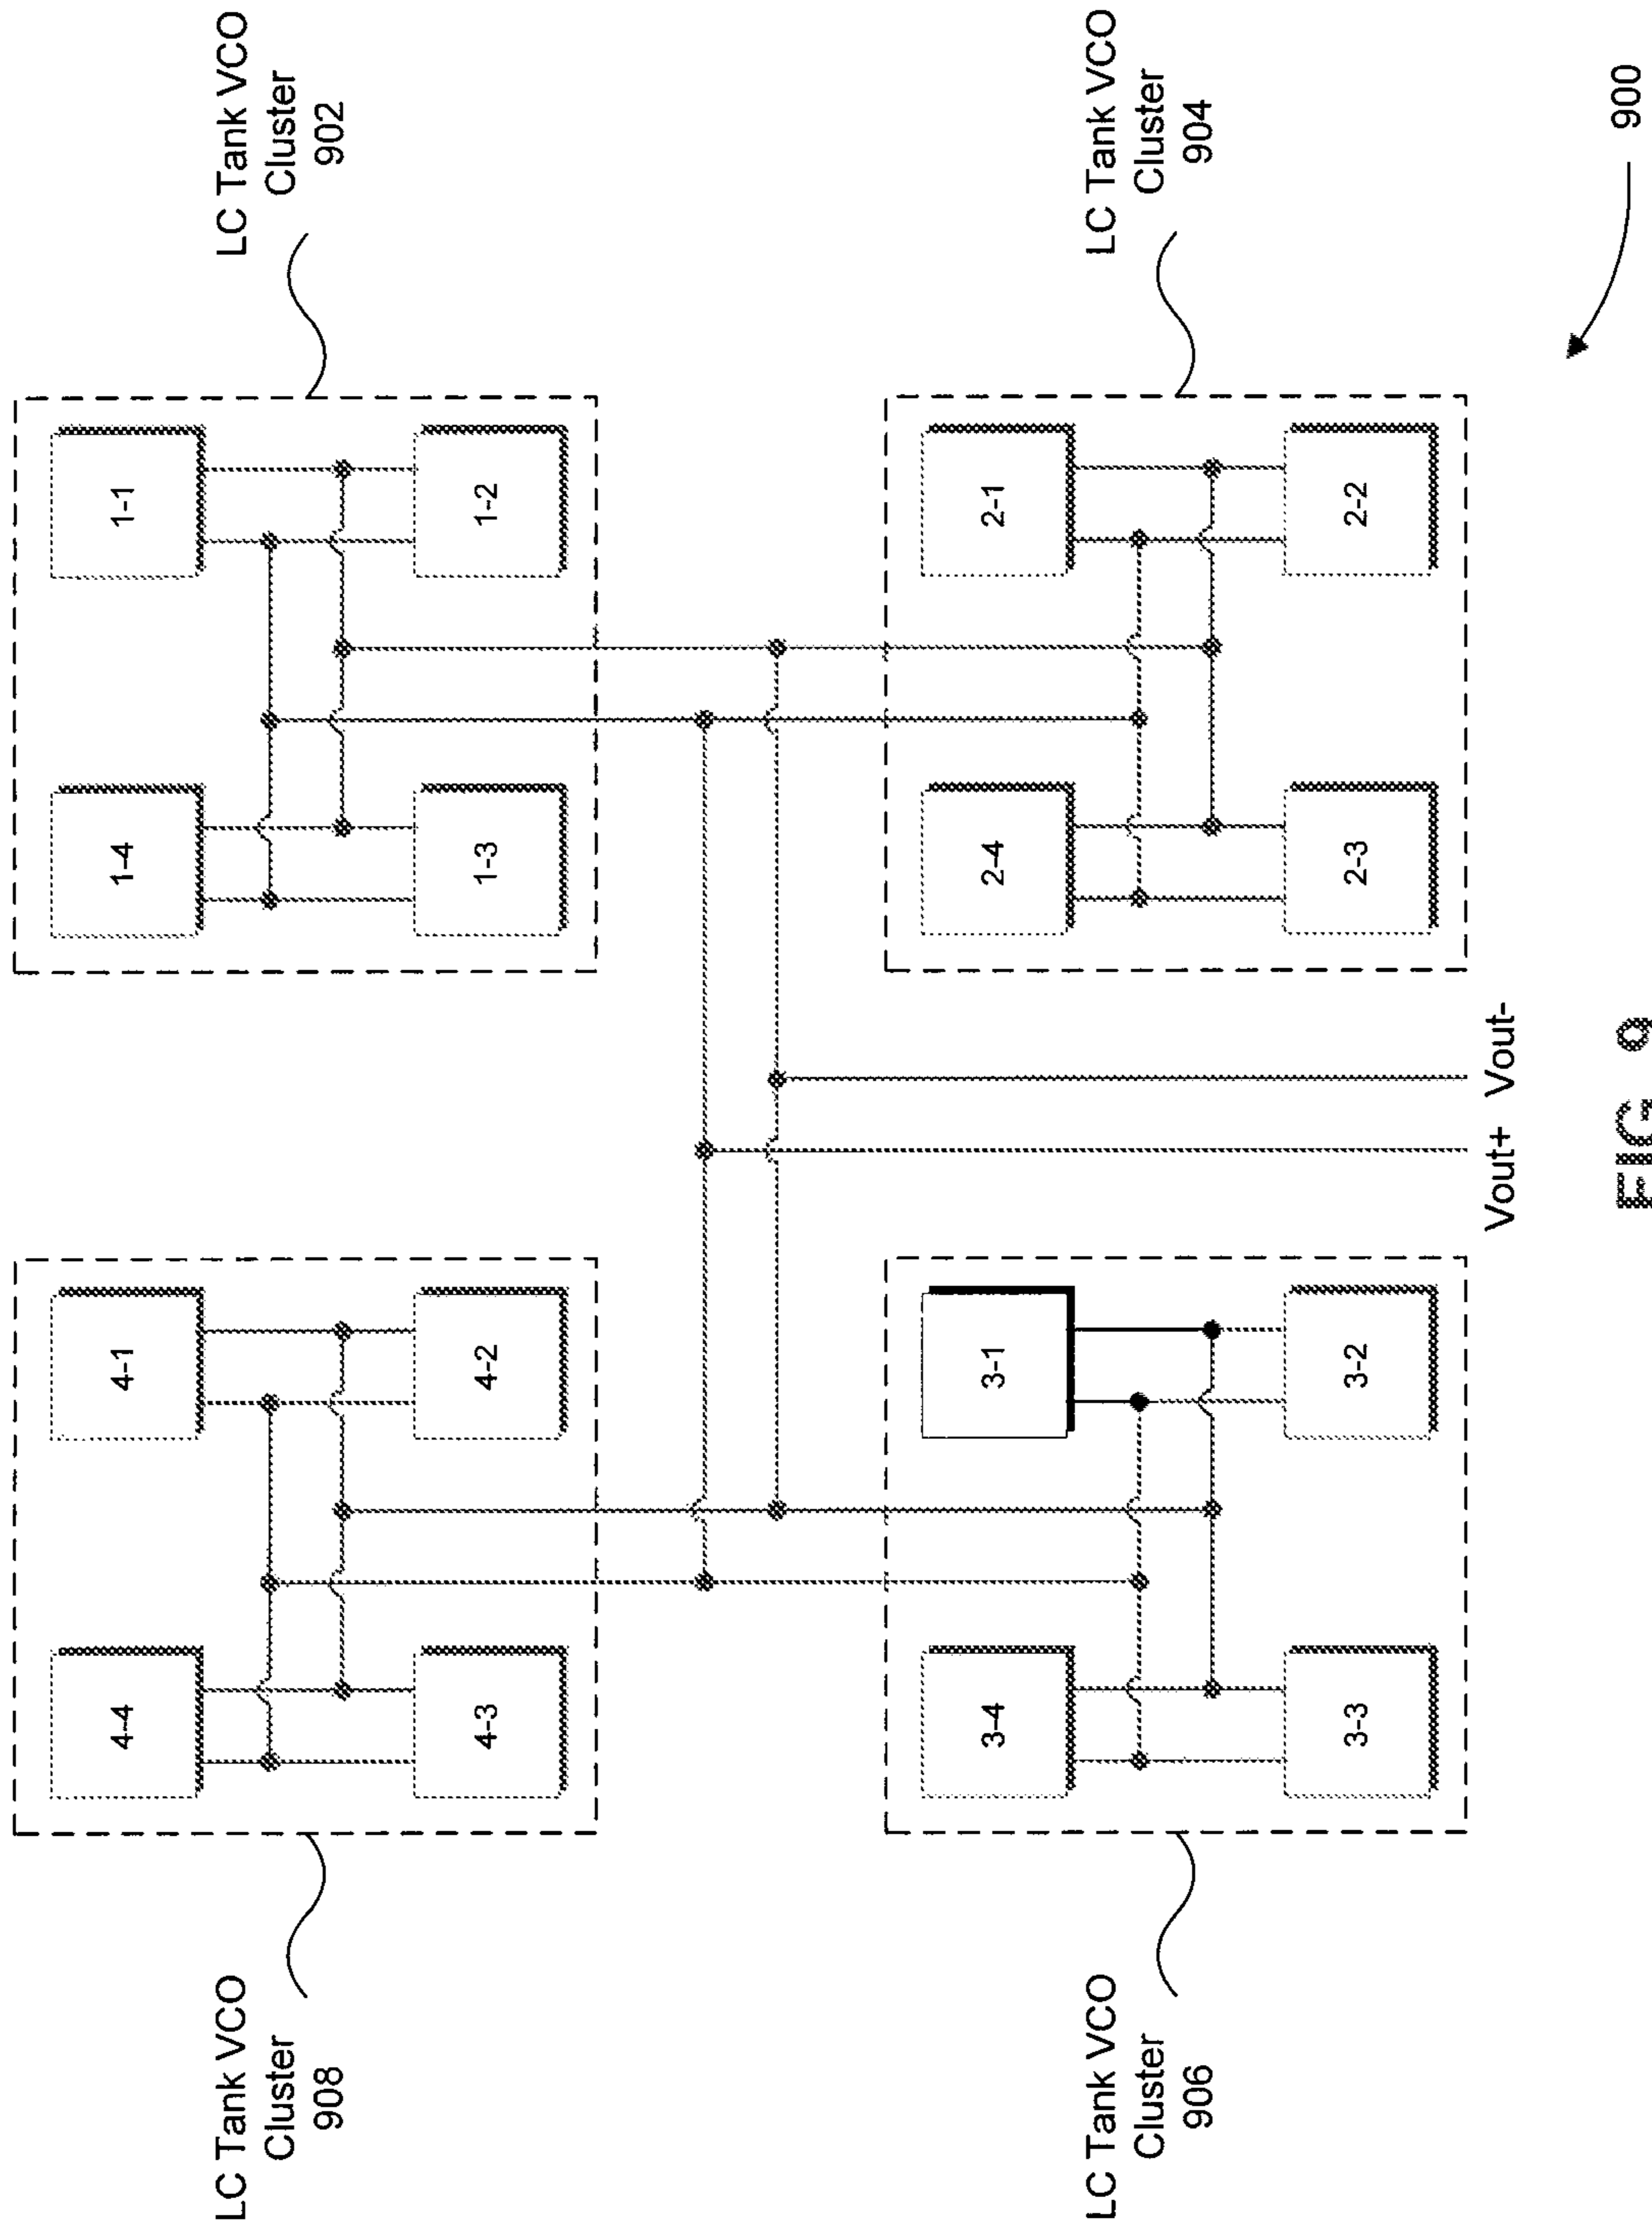 LC Tank VCO
Cluster
908
LC Tank VCO
Cluster
902
4-4
4-1
1-4
1-1
4-3
4-2
1-3
1-2
LC Tank VCO
Cluster
906
LC Tank VCO
Cluster
904
3-4
3-1
2-4
2-1
3-3
3-2
2-3
2-2
Vout+ Vout-
FIG. 9
900